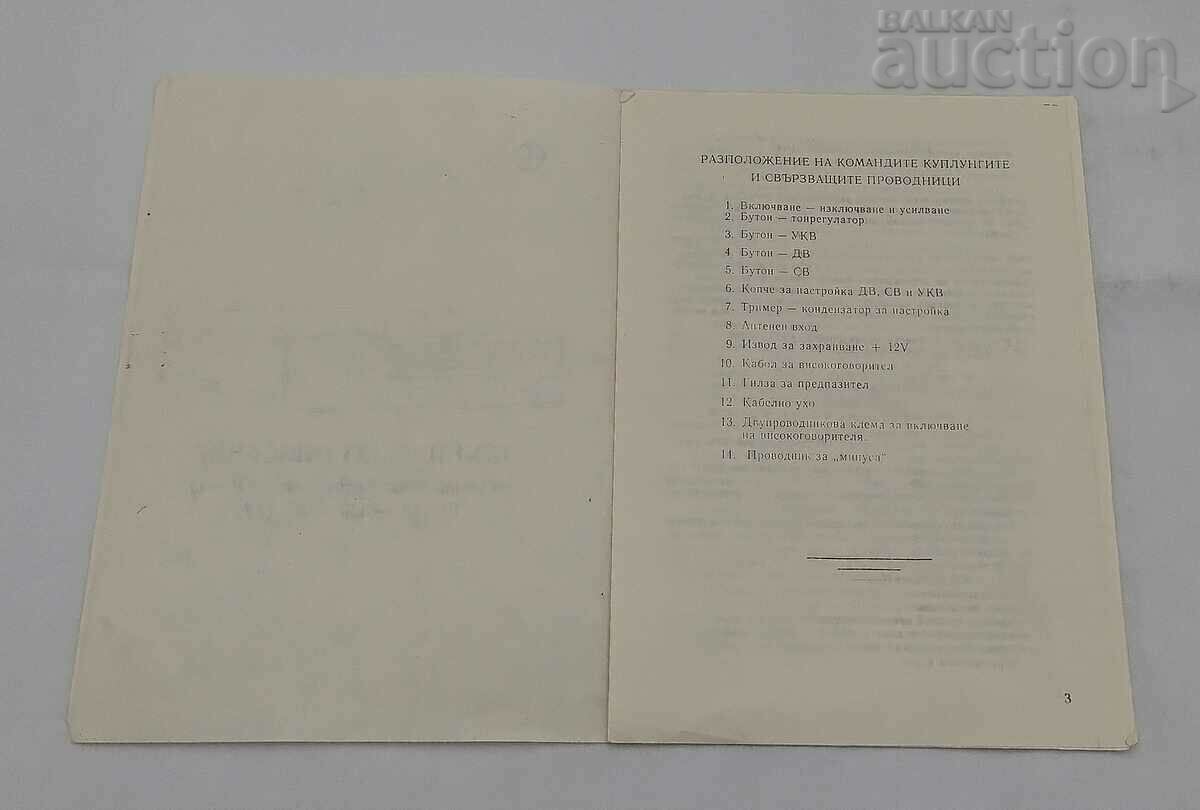 BALKAN
auction
РАЗПОЛОЖЕНИЕ НА КОМАНДИТЕ КУПЛУНГИТЕ
И СВЪРЗВАЩИТЕ ПРОВОДНИЦИ
1. Включване — изключване и усилване
2. Бутон — тонрегулатор
3. Бутон — УКВ
4. Бутон — ДВ
5. Бутон — СВ
6. Копче за настройка ДВ, СВ и УКВ
7. Тример — кондензатор за настройка
8. Антенен вход
9. Извод за захранване + 12V
10. Кабел за високоговорител
11. Гилза за предпазител
12. Кабелно ухо
13. Двупроводникова клема за включване
на високоговорителя.
14. Проводник за „минуса“
3